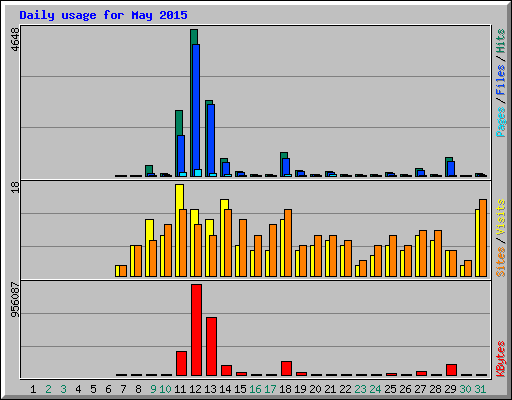 Daily usage for May 2015
4648
Pages / Files / Hits
18
Sites / Visits
956087
KBytes
1 2 3 4 5 6 7 8 9 10 11 12 13 14 15 16 17 18 19 20 21 22 23 24 25 26 27 28 29 30 31